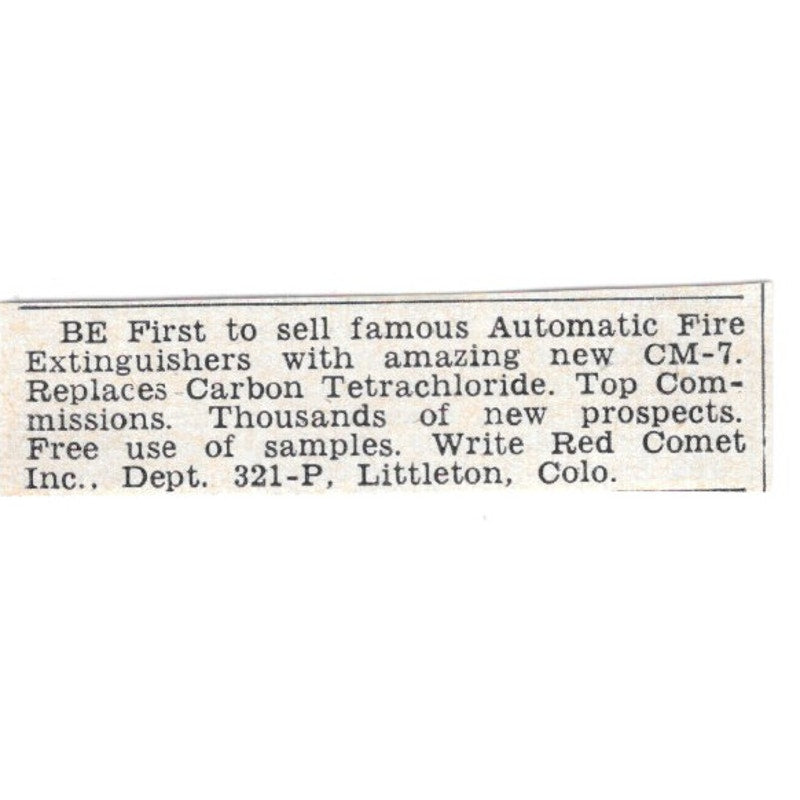 BE First to sell famous Automatic Fire
Extinguishers with amazing new CM-7.
Replaces Carbon Tetrachloride. Top Com-
missions. Thousands of new prospects.
Free use of samples. Write Red Comet
Inc., Dept. 321-P, Littleton, Colo.